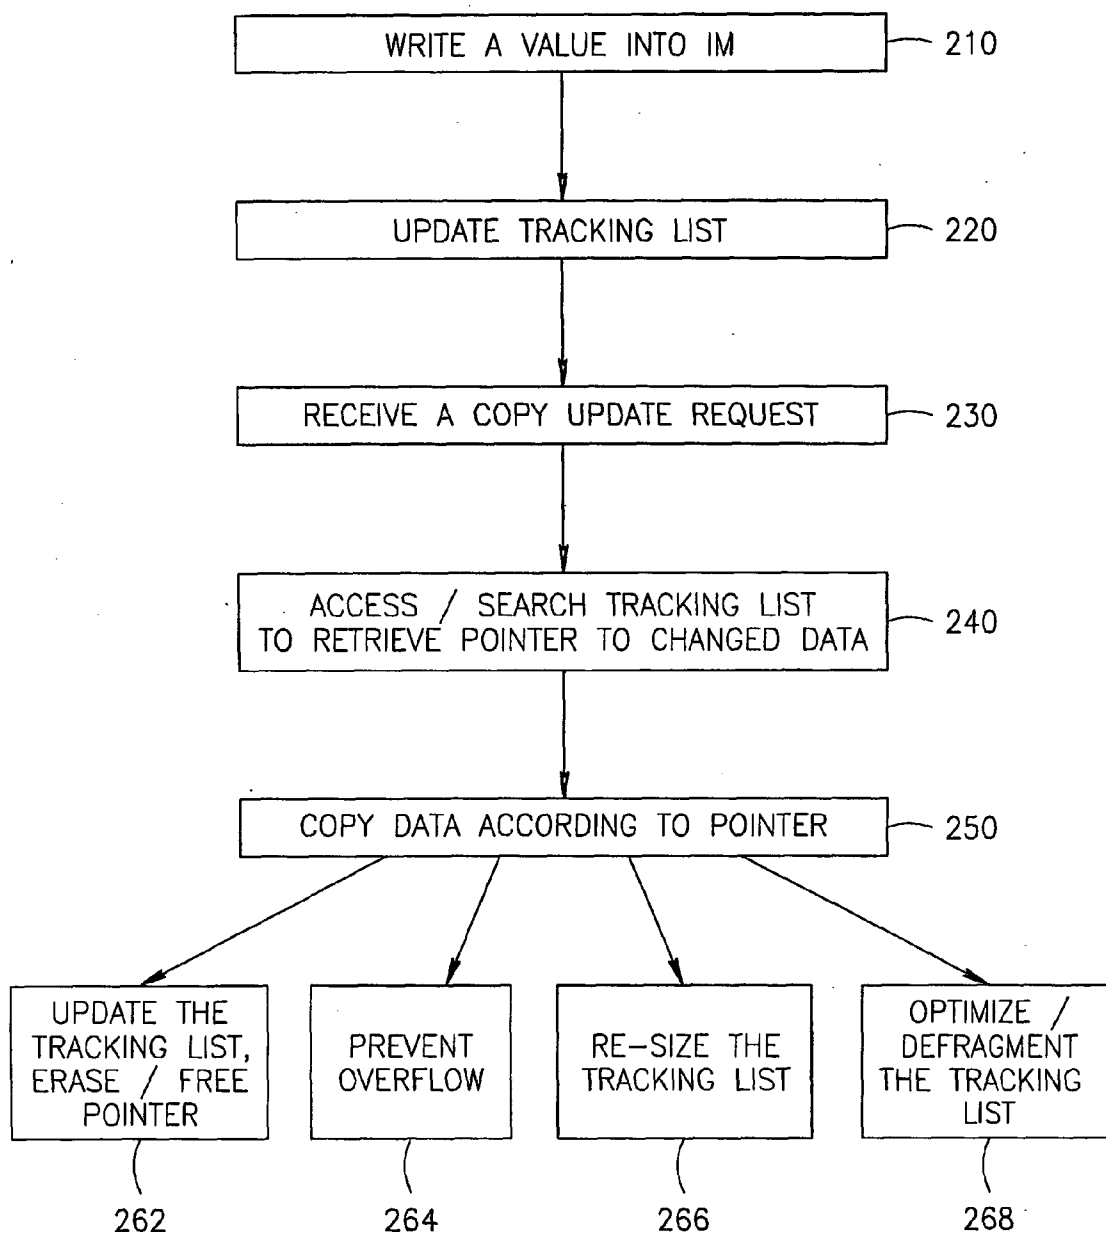 WRITE A VALUE INTO IM
210
UPDATE TRACKING LIST
220
RECEIVE A COPY UPDATE REQUEST
230
ACCESS / SEARCH TRACKING LIST
TO RETRIEVE POINTER TO CHANGED DATA
240
COPY DATA ACCORDING TO POINTER
250
UPDATE THE
TRACKING LIST,
ERASE / FREE
POINTER
PREVENT
OVERFLOW
RE-SIZE THE
TRACKING LIST
OPTIMIZE /
DEFRAGMENT
THE TRACKING
LIST
262
264
266
268